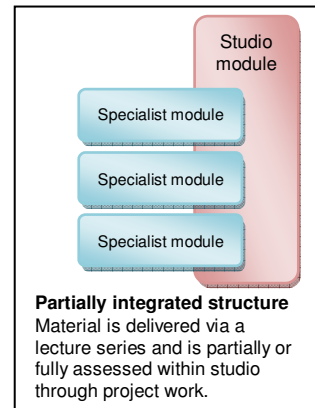 Studio
module
Specialist module
Specialist module
Specialist module
Partially integrated structure
Material is delivered via a
lecture series and is partially or
fully assessed within studio
through project work.